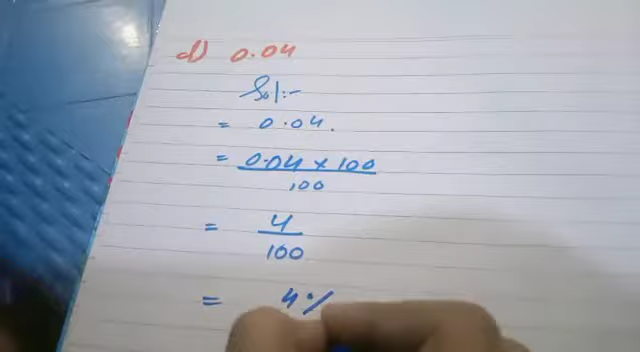 d) 0.04
Sol:-
= 0.04.
= 0.04 x 100
100
= 4
100
= 4%